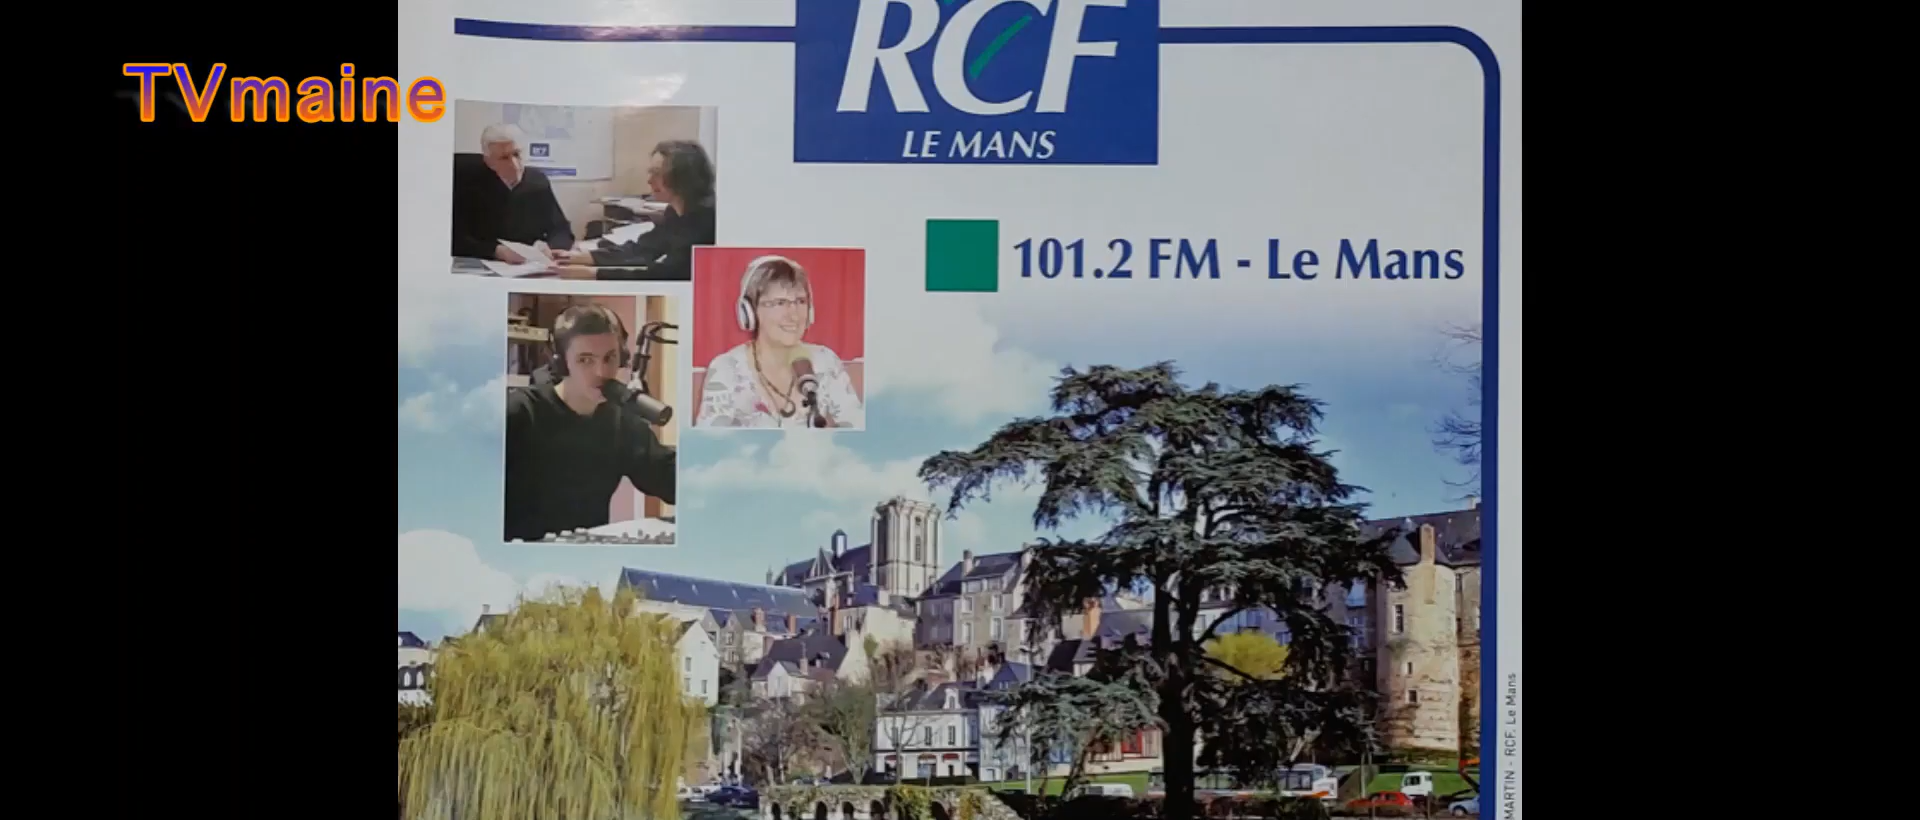 TVmaine
RCF
LE MANS
101.2 FM - Le Mans
MARTIN - RCF. Le Mans